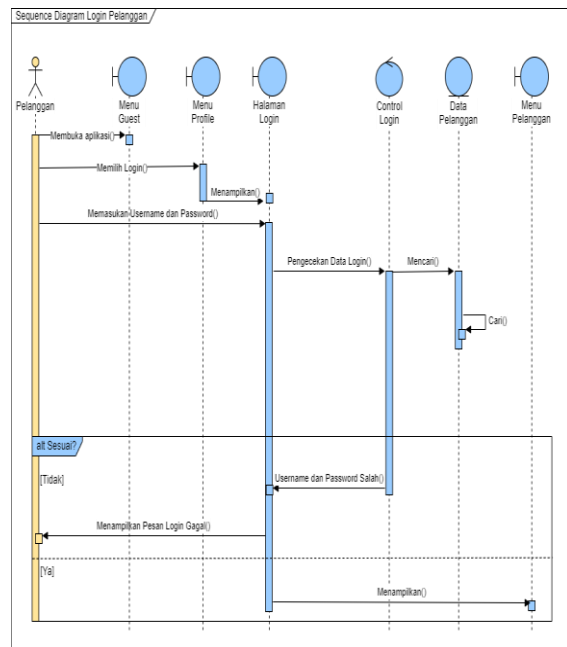 Sequence Diagram Login Pelanggan
Pelanggan
Menu
Guest
Menu
Profile
Halaman
Login
Control
Login
Data
Pelanggan
Menu
Pelanggan
Membuka aplikasi()
Memilih Login()
Menampilkan()
Memasukan Username dan Password()
Pengecekan Data Login()
Mencari()
Cari()
alt Sesuai?
[Tidak]
Username dan Password Salah()
Menampilkan Pesan Login Gagal()
[Ya]
Menampilkan()